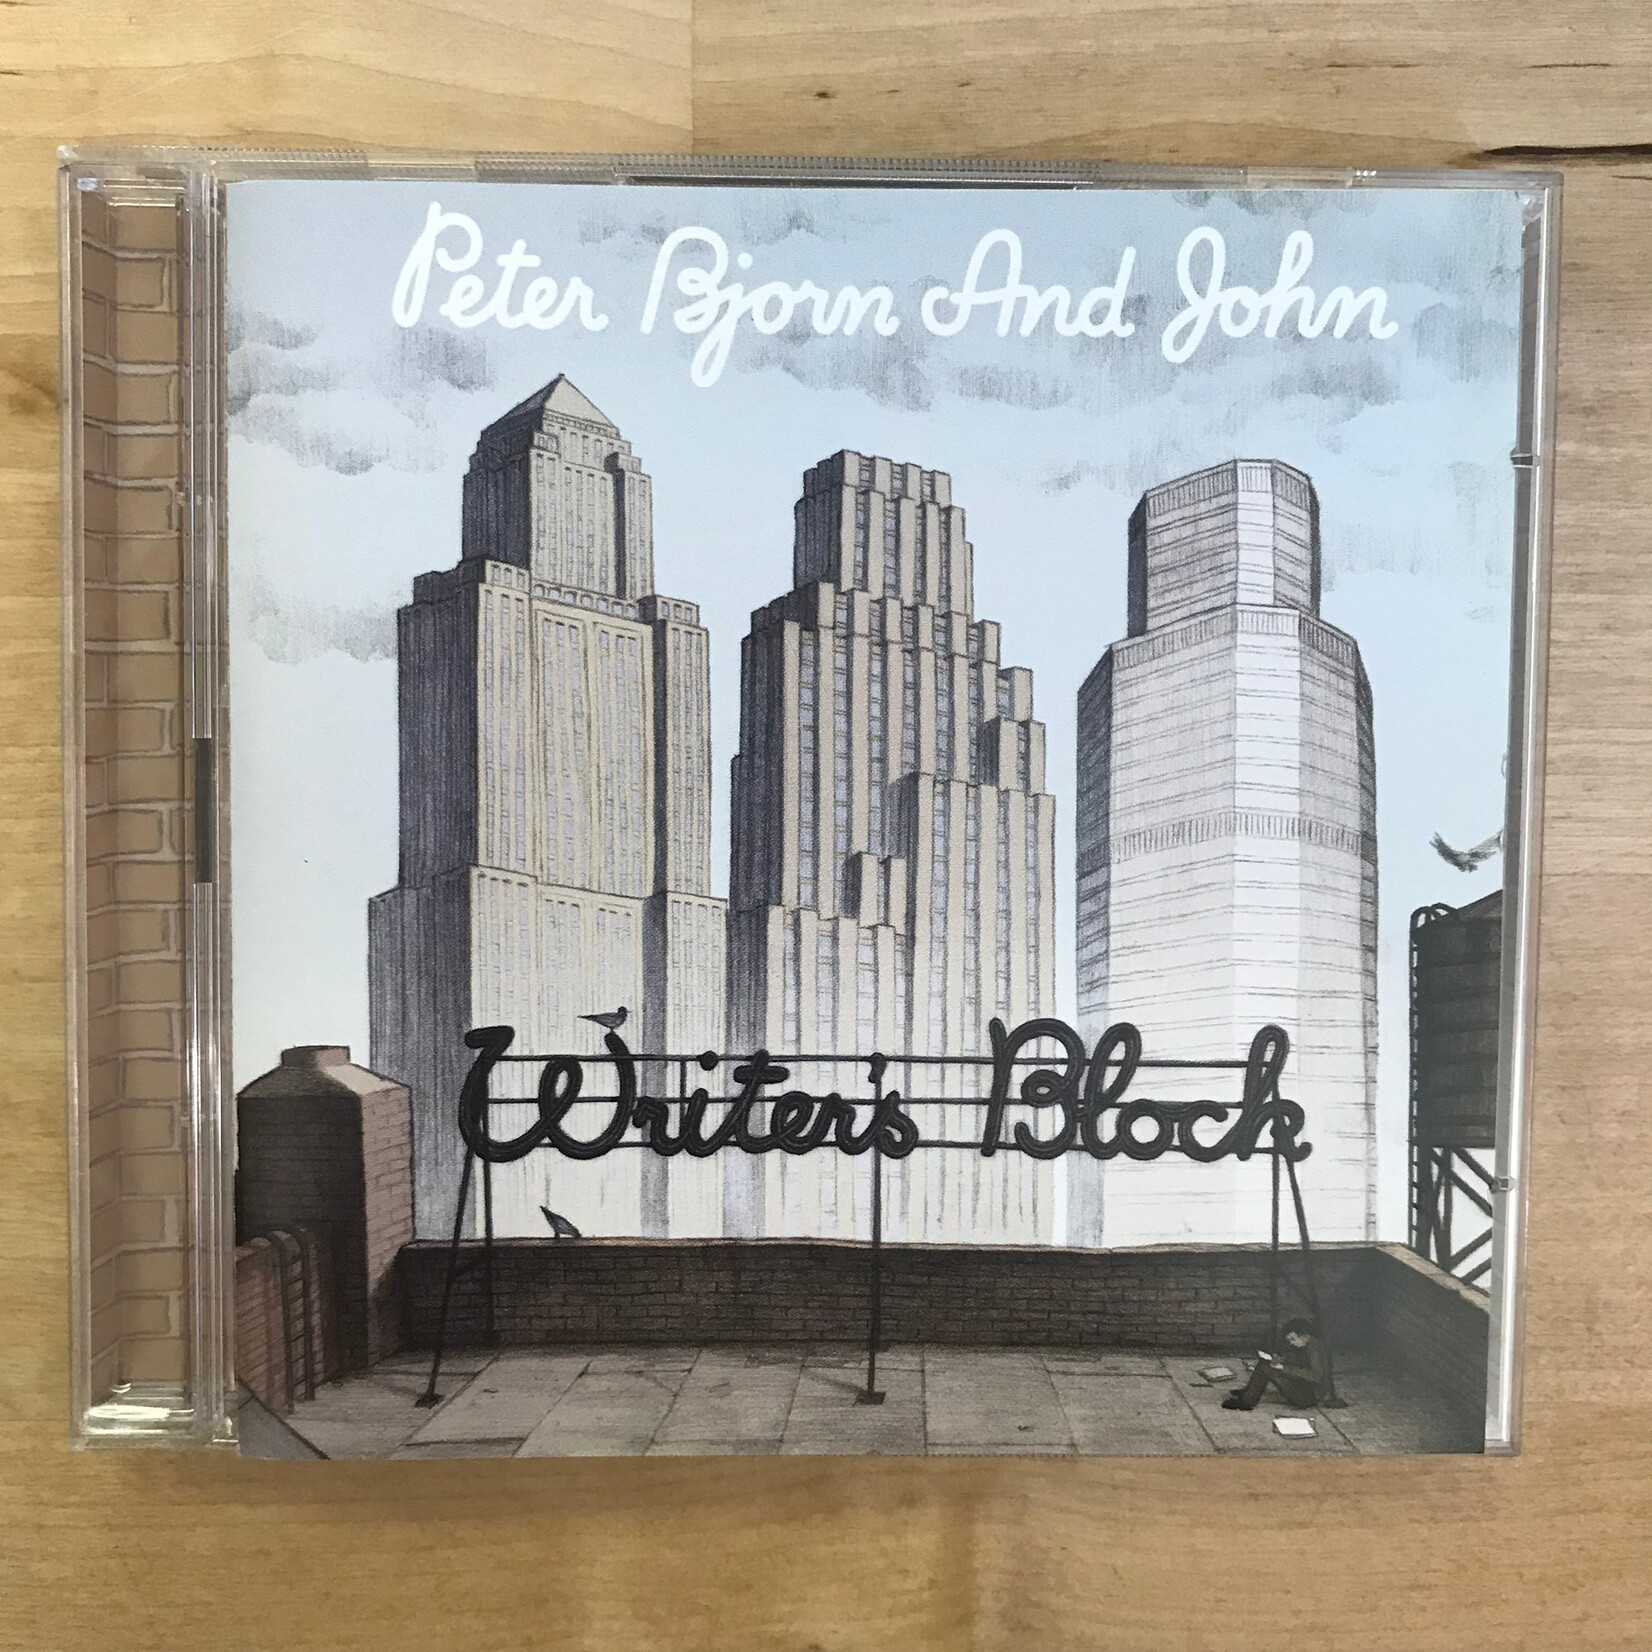 Peter Bjorn And John
Writer's Block